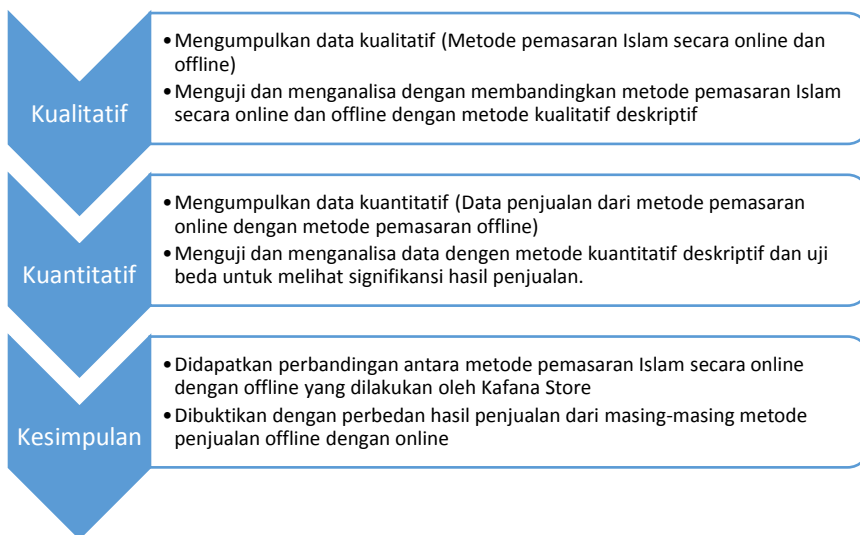 Kualitatif
•Mengumpulkan data kualitatif (Metode pemasaran Islam secara online dan
offline)
•Menguji dan menganalisa dengan membandingkan metode pemasaran Islam
secara online dan offline dengan metode kualitatif deskriptif
Kuantitatif
•Mengumpulkan data kuantitatif (Data penjualan dari metode pemasaran
online dengan metode pemasaran offline)
•Menguji dan menganalisa data dengen metode kuantitatif deskriptif dan uji
beda untuk melihat signifikansi hasil penjualan.
Kesimpulan
•Didapatkan perbandingan antara metode pemasaran Islam secara online
dengan offline yang dilakukan oleh Kafana Store
•Dibuktikan dengan perbedan hasil penjualan dari masing-masing metode
penjualan offline dengan online